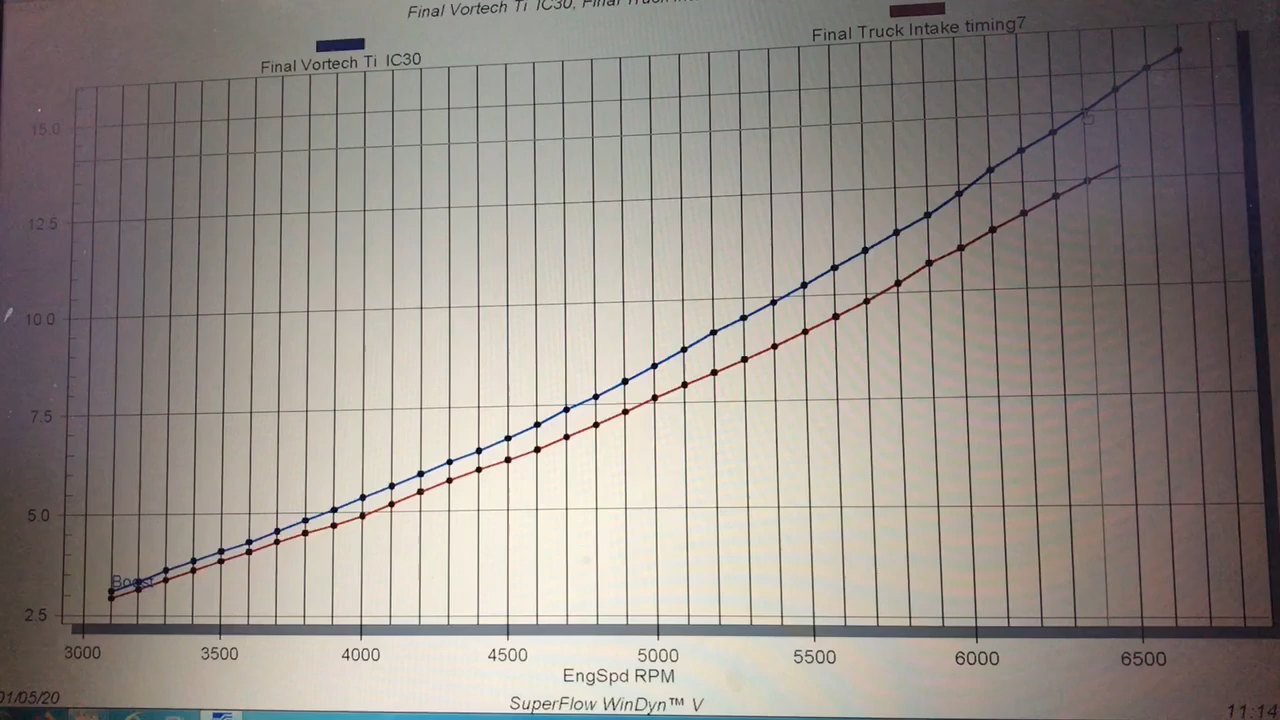 Final Vortech Ti IC30, Final Truck
Final Vortech Ti IC30
Final Truck Intake timing7
15.0
12.5
10.0
7.5
5.0
2.5
Boost
3000 3500 4000 4500 5000 5500 6000 6500
EngSpd RPM
01/05/20
SuperFlow WinDyn™ V
11:14